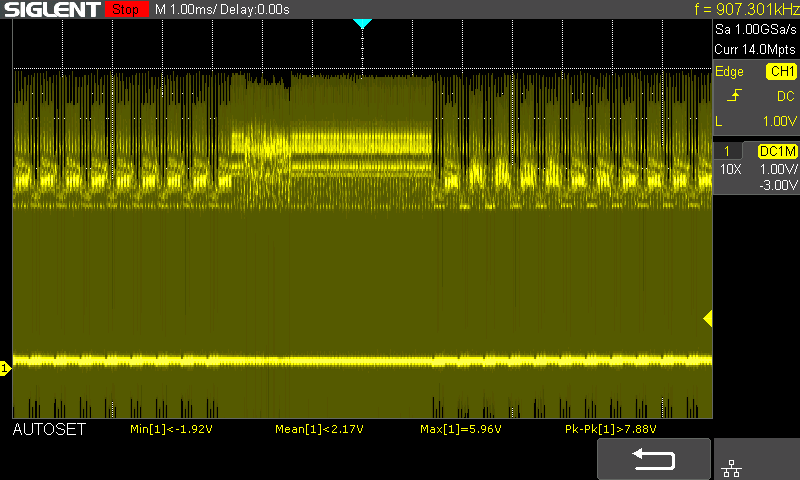 SIGLENT Stop M 1.00ms/ Delay:0.00s f = 907.301kHz
Sa 1.00GSa/s
Curr 14.0Mpts
Edge CH1
DC
L 1.00V
1 DC1M
10X 1.00V/
-3.00V
1
AUTOSET Min[1]<-1.92V Mean[1]<2.17V Max[1]=5.96V Pk-Pk[1]>7.88V